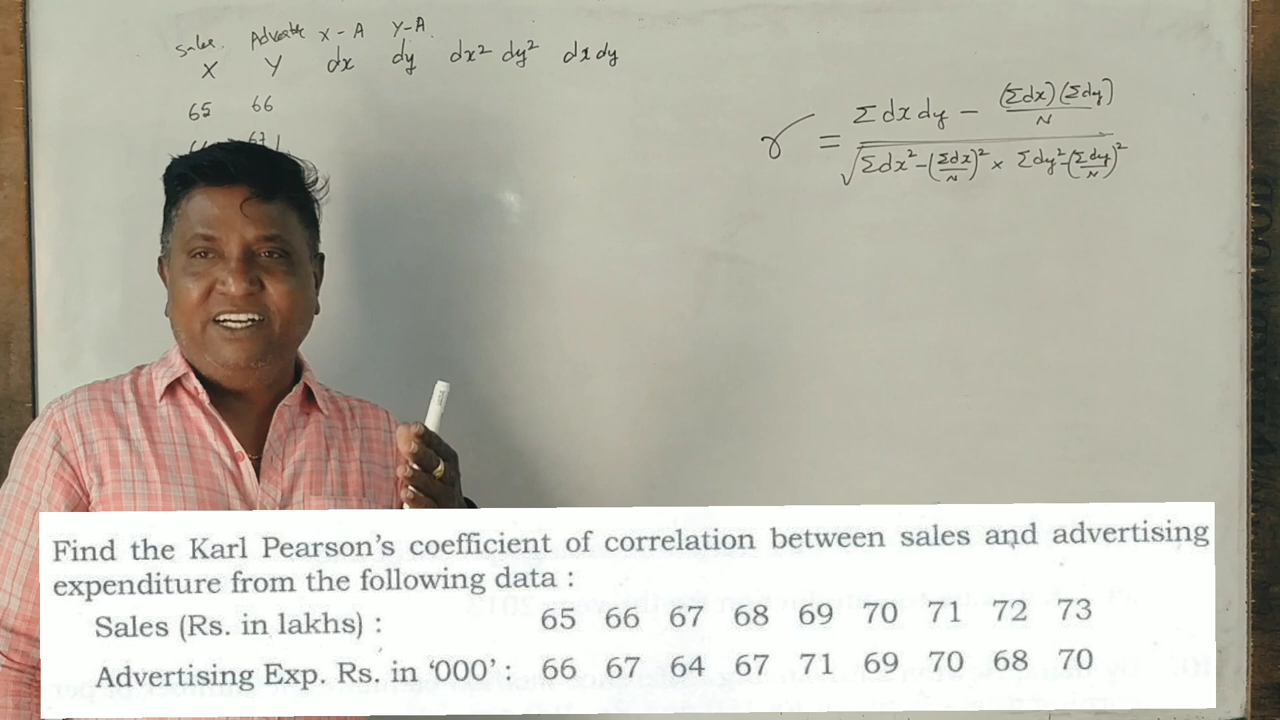 Sales Advertis X - A Y - A
X Y dx dy dx² dy² dxdy
65 66
67
r = Σdxdy - (Σdx)(Σdy)/N
√Σdx²-(Σdx/N)² × Σdy²-(Σdy/N)²
Find the Karl Pearson's coefficient of correlation between sales and advertising
expenditure from the following data :
Sales (Rs. in lakhs) : 65 66 67 68 69 70 71 72 73
Advertising Exp. Rs. in ‘000’ : 66 67 64 67 71 69 70 68 70